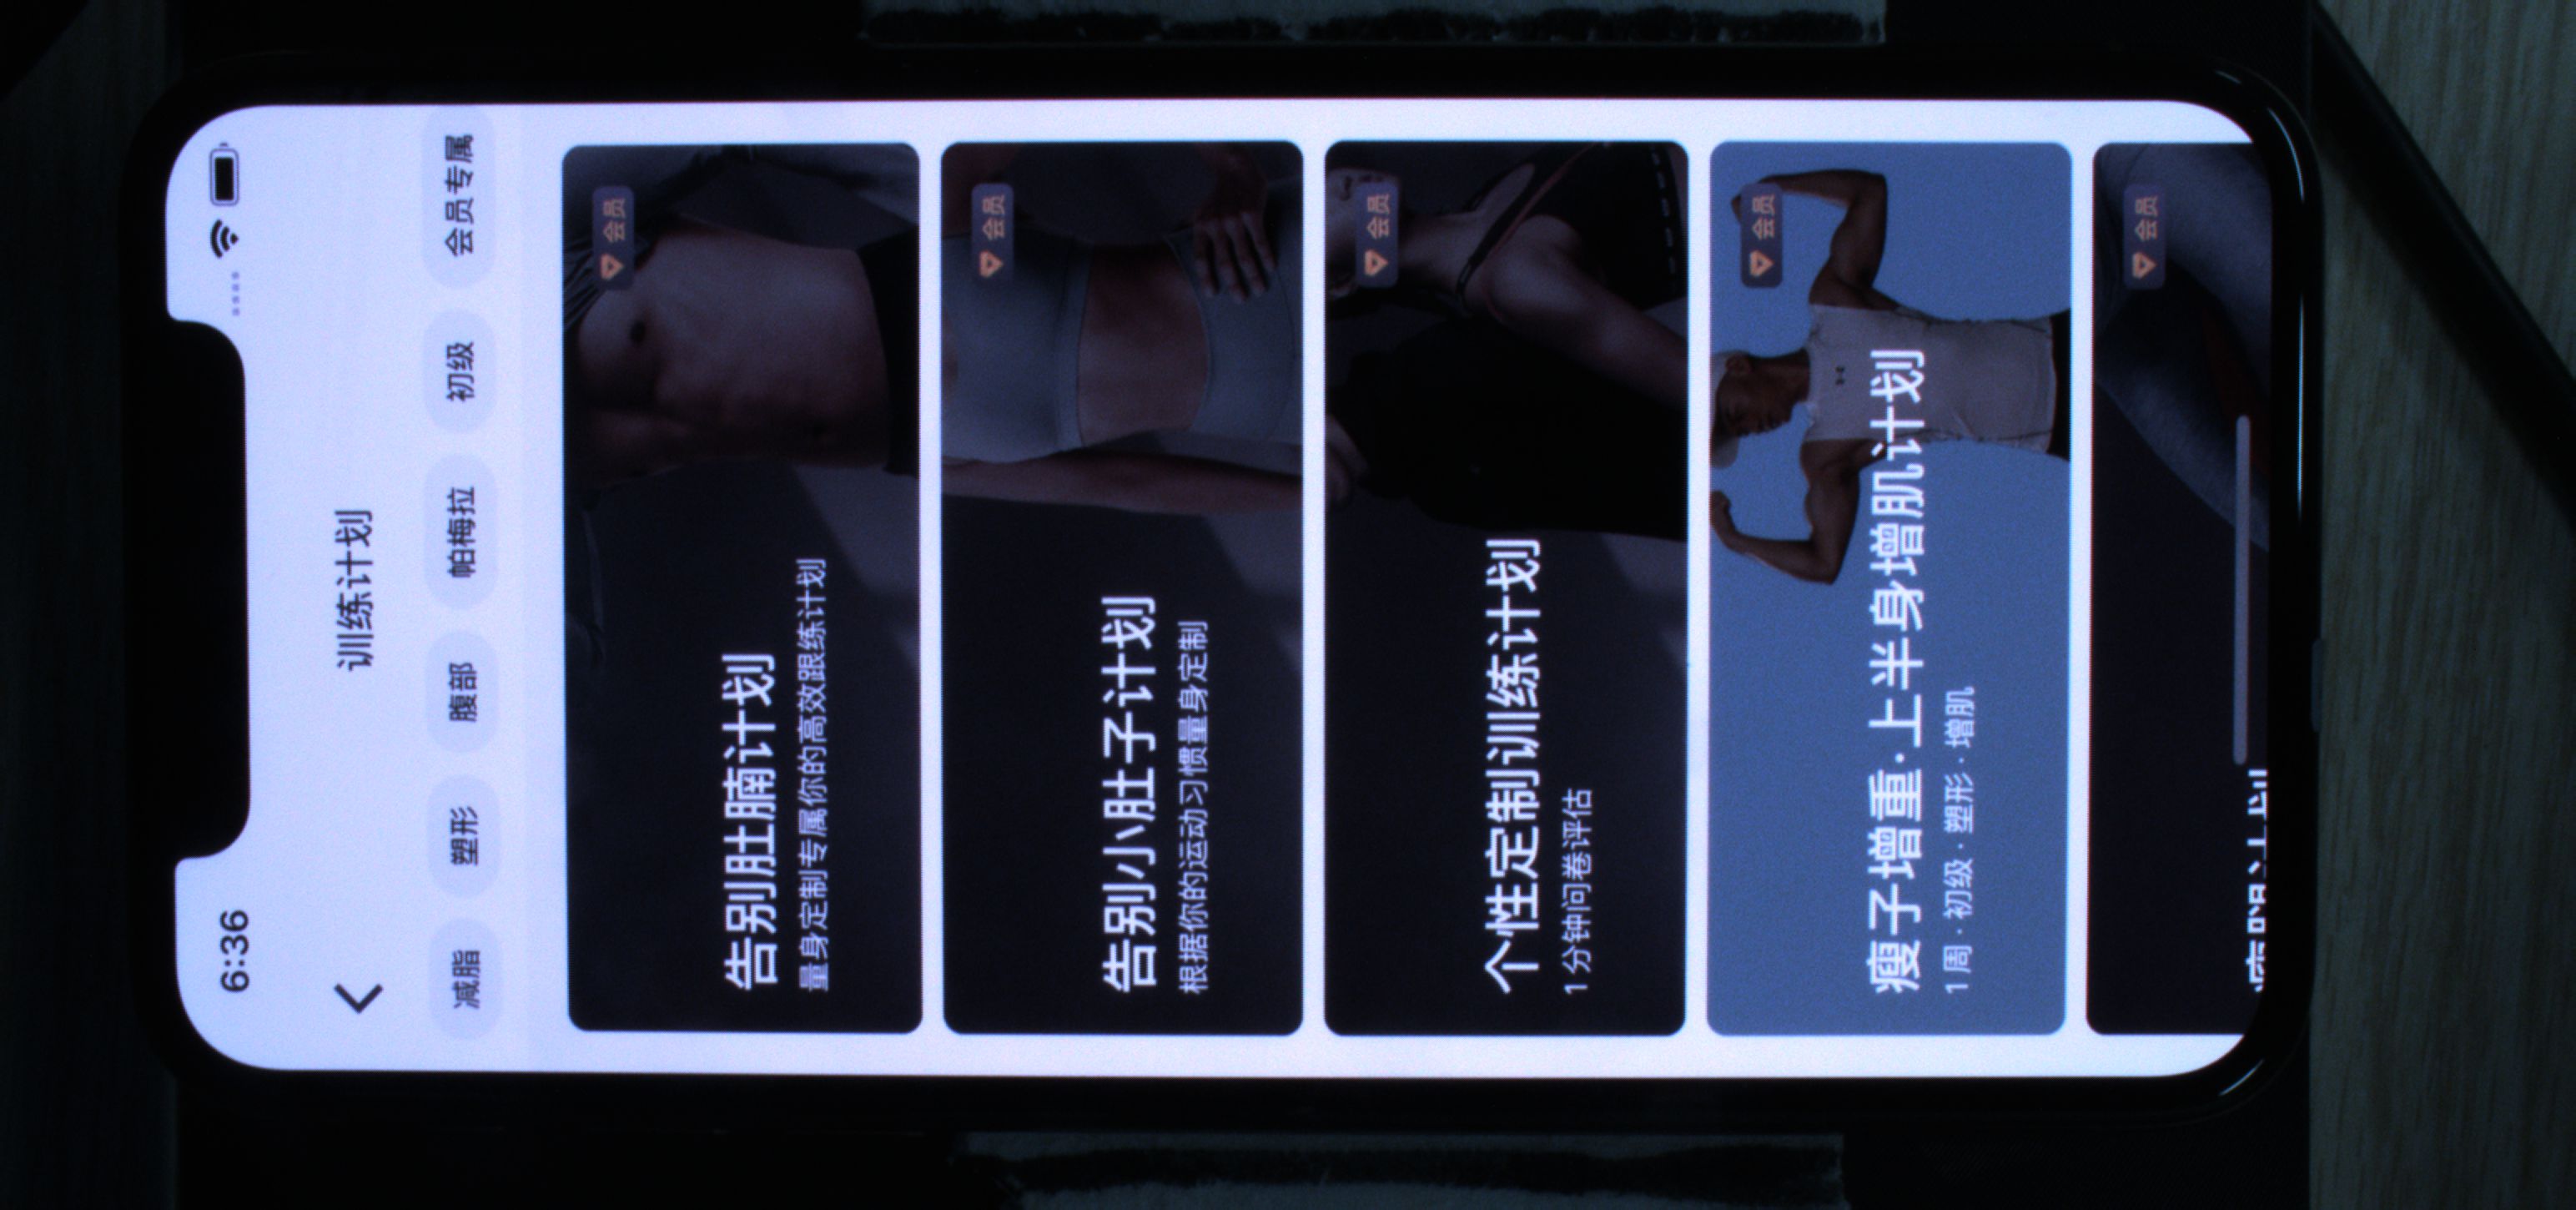 6:36
训练计划
减脂 塑形 腹部 帕梅拉 初级 会员专属
会员
告别肚腩计划
量身定制专属你的高效跟练计划
会员
告别小肚子计划
根据你的运动习惯量身定制
会员
个性定制训练计划
1分钟问卷评估
会员
瘦子增重·上半身增肌计划
1周·初级·塑形·增肌
会员
瘦腿计划